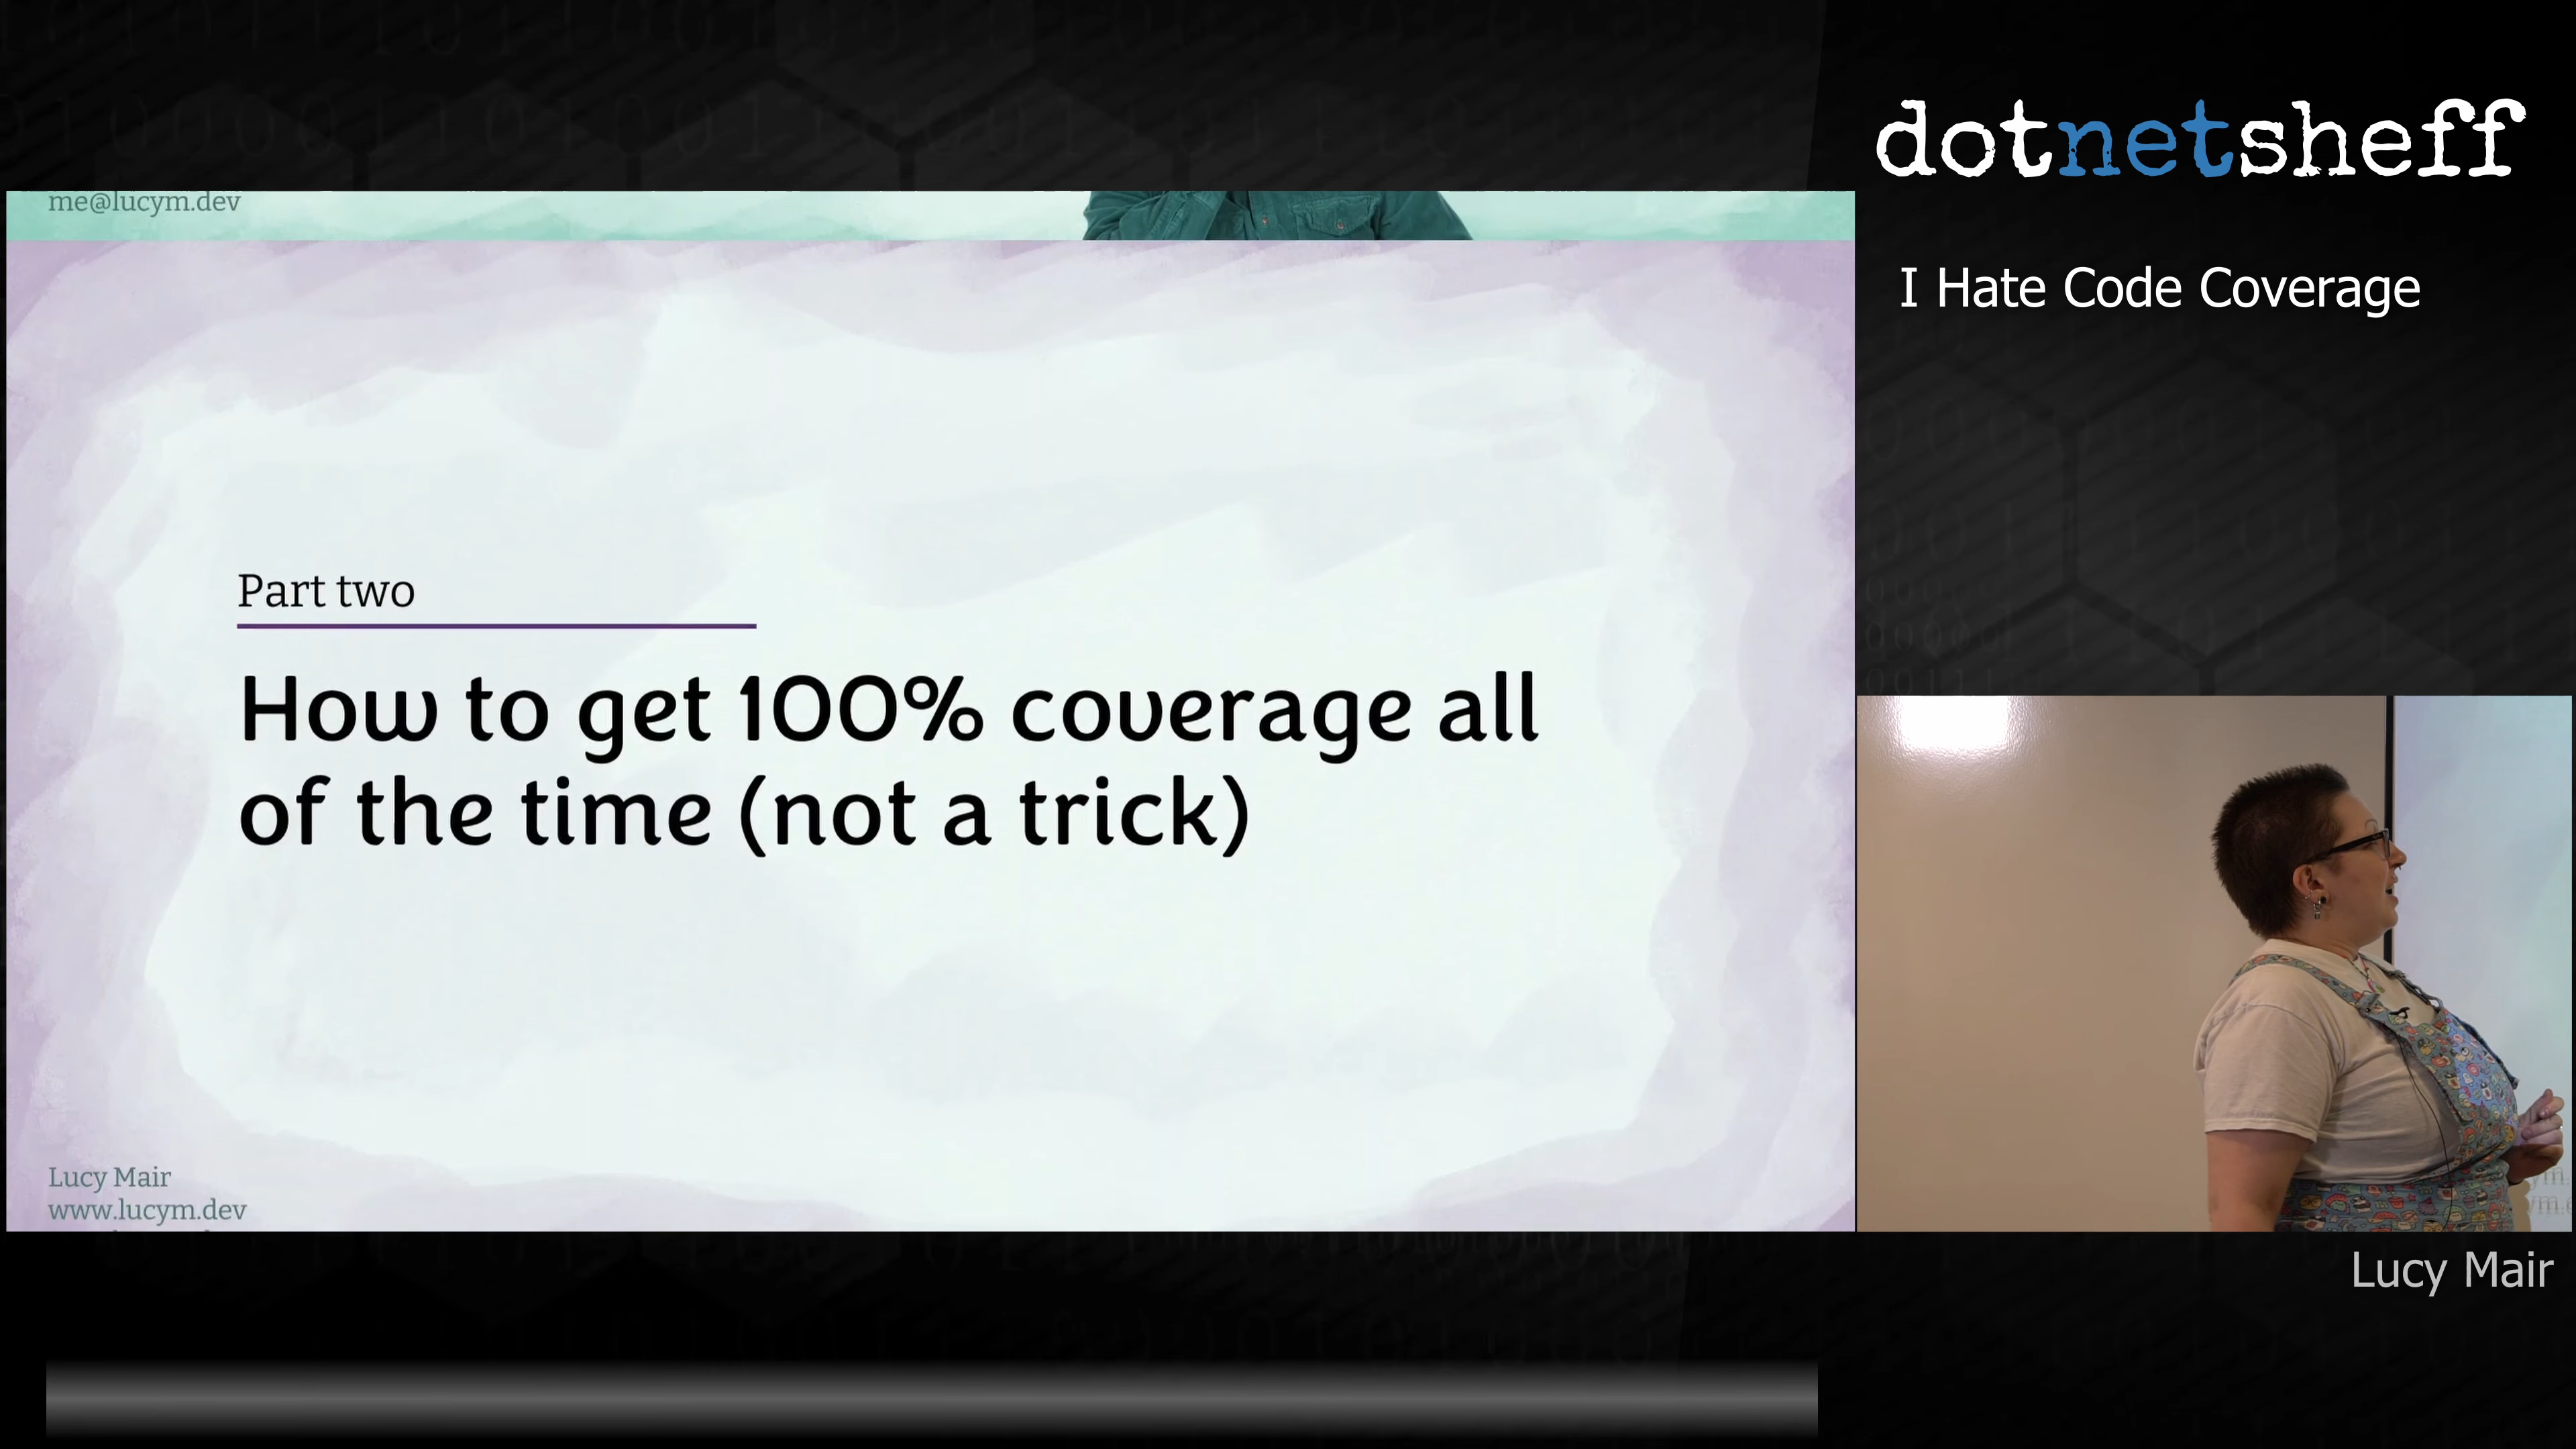 dotnetsheff
I Hate Code Coverage
me@lucym.dev
Part two
How to get 100% coverage all
of the time (not a trick)
Lucy Mair
www.lucym.dev
Lucy Mair